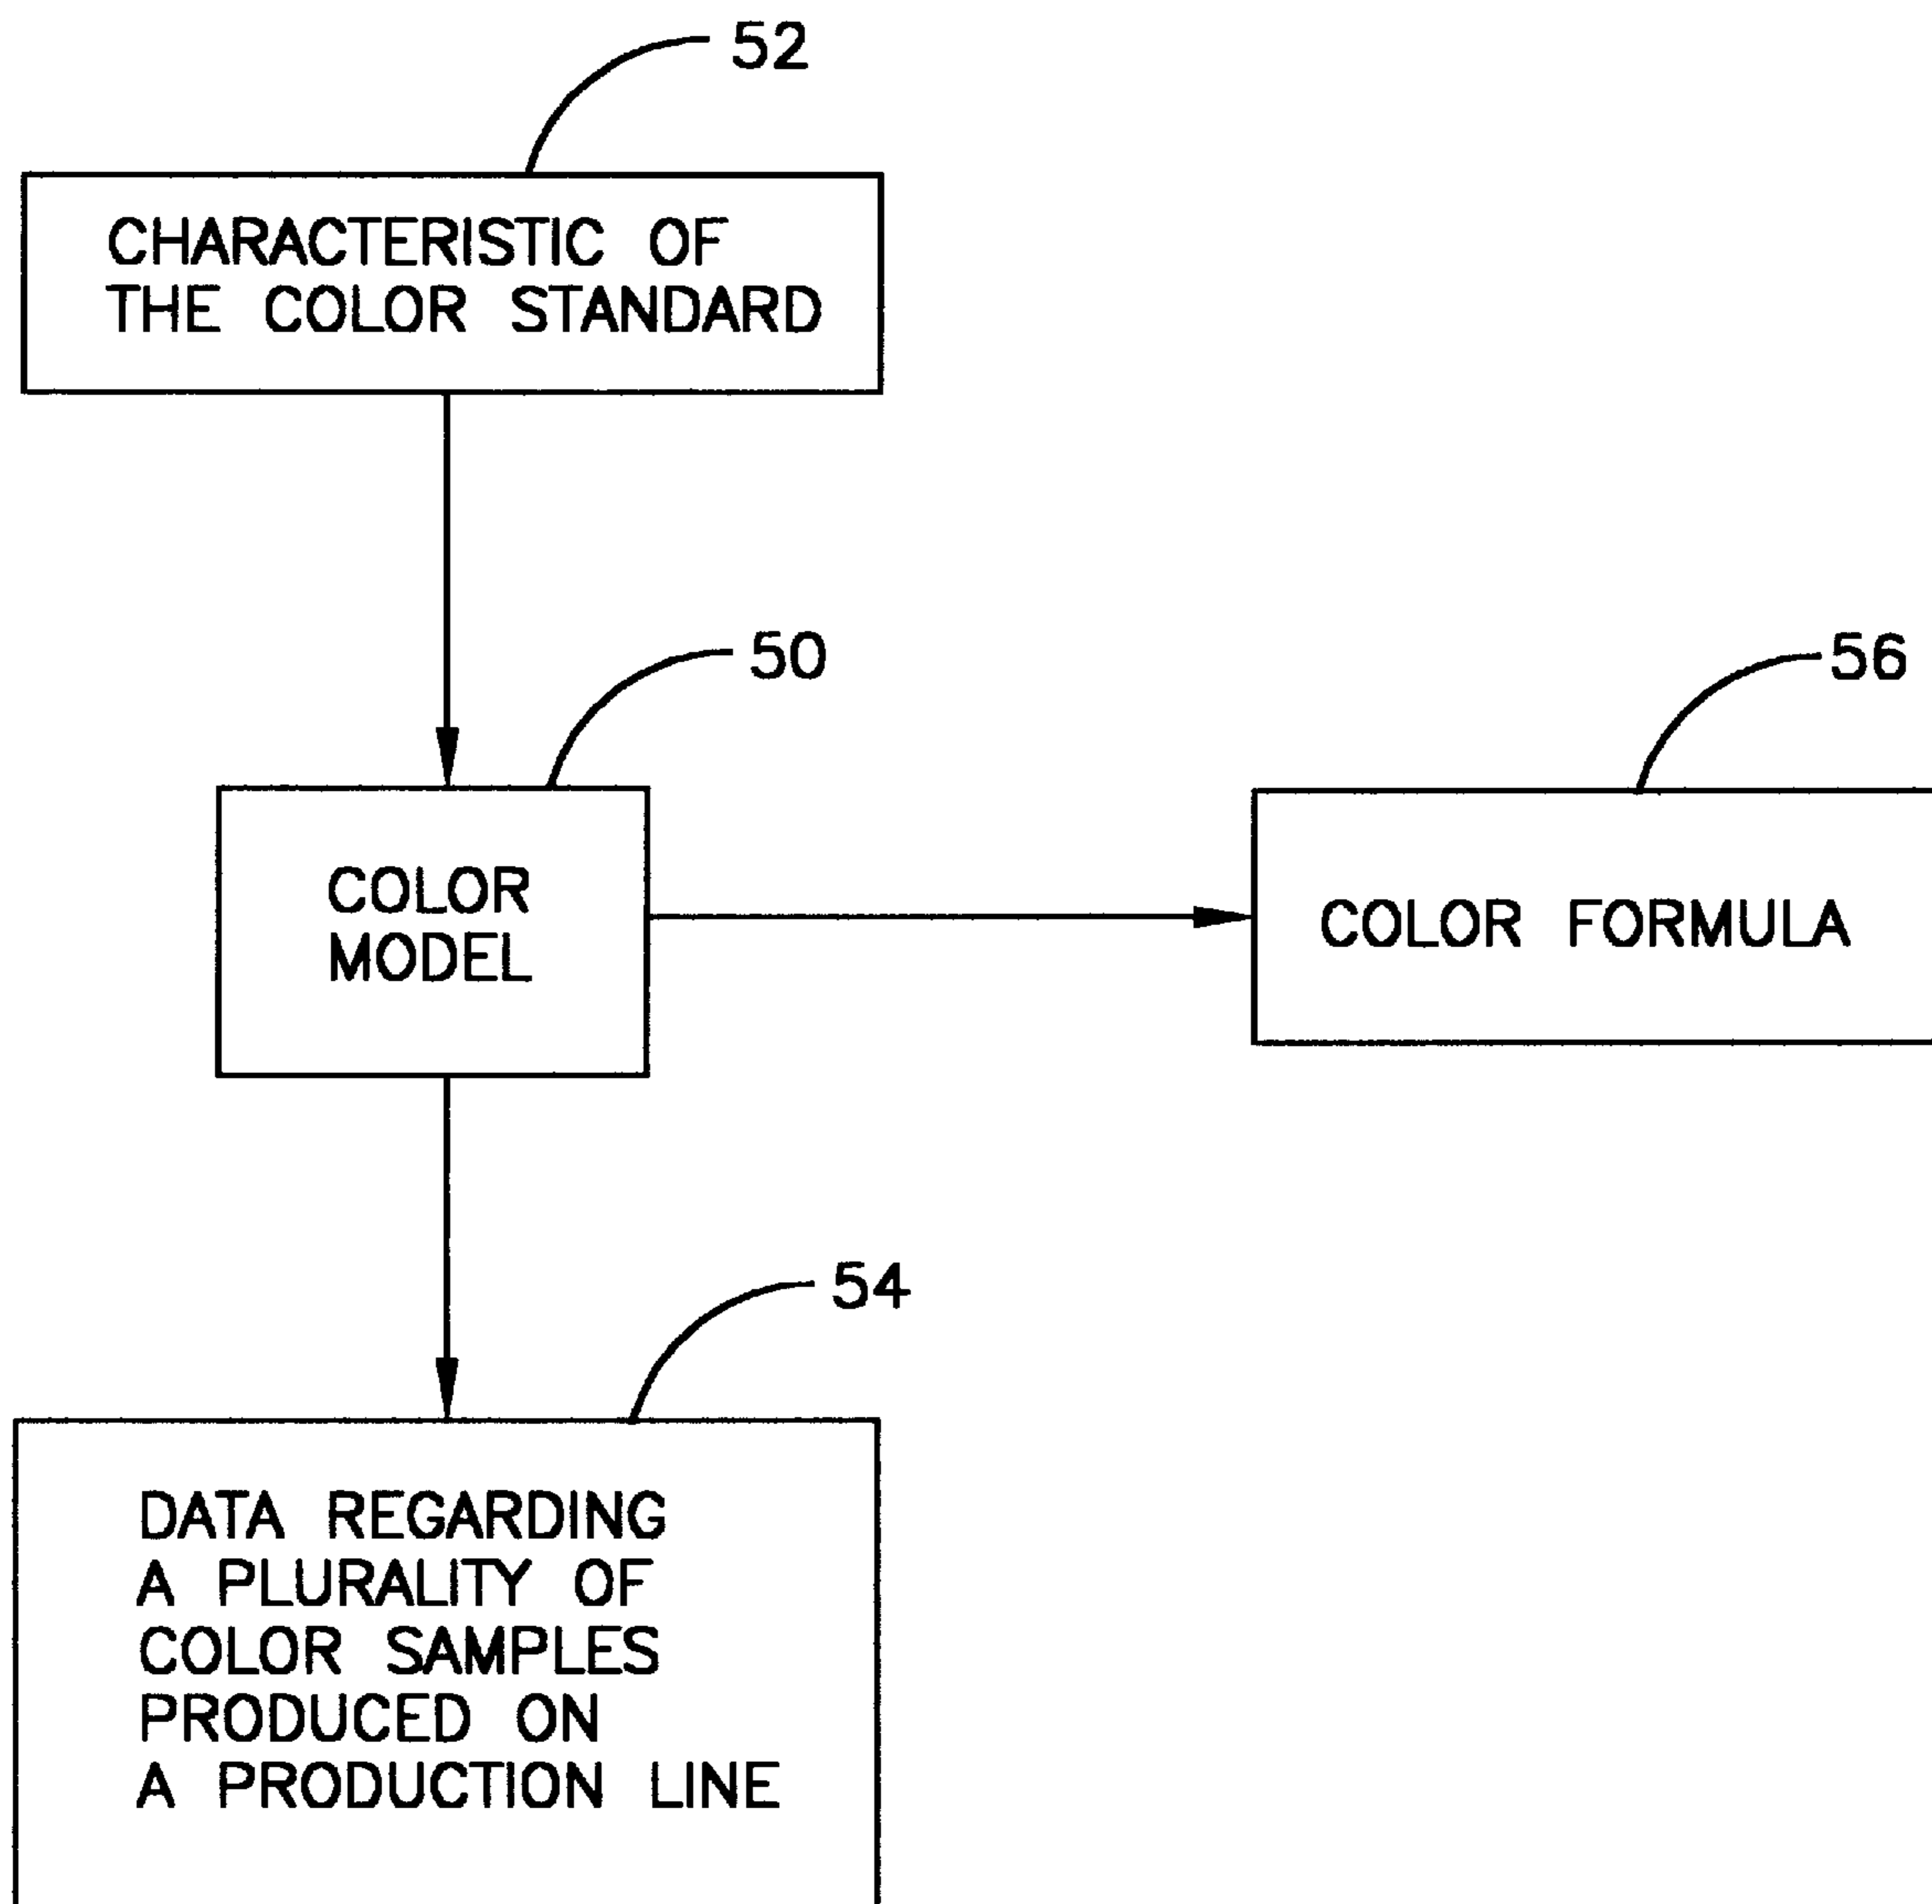 52
CHARACTERISTIC OF
THE COLOR STANDARD
50
56
COLOR
MODEL
COLOR FORMULA
54
DATA REGARDING
A PLURALITY OF
COLOR SAMPLES
PRODUCED ON
A PRODUCTION LINE